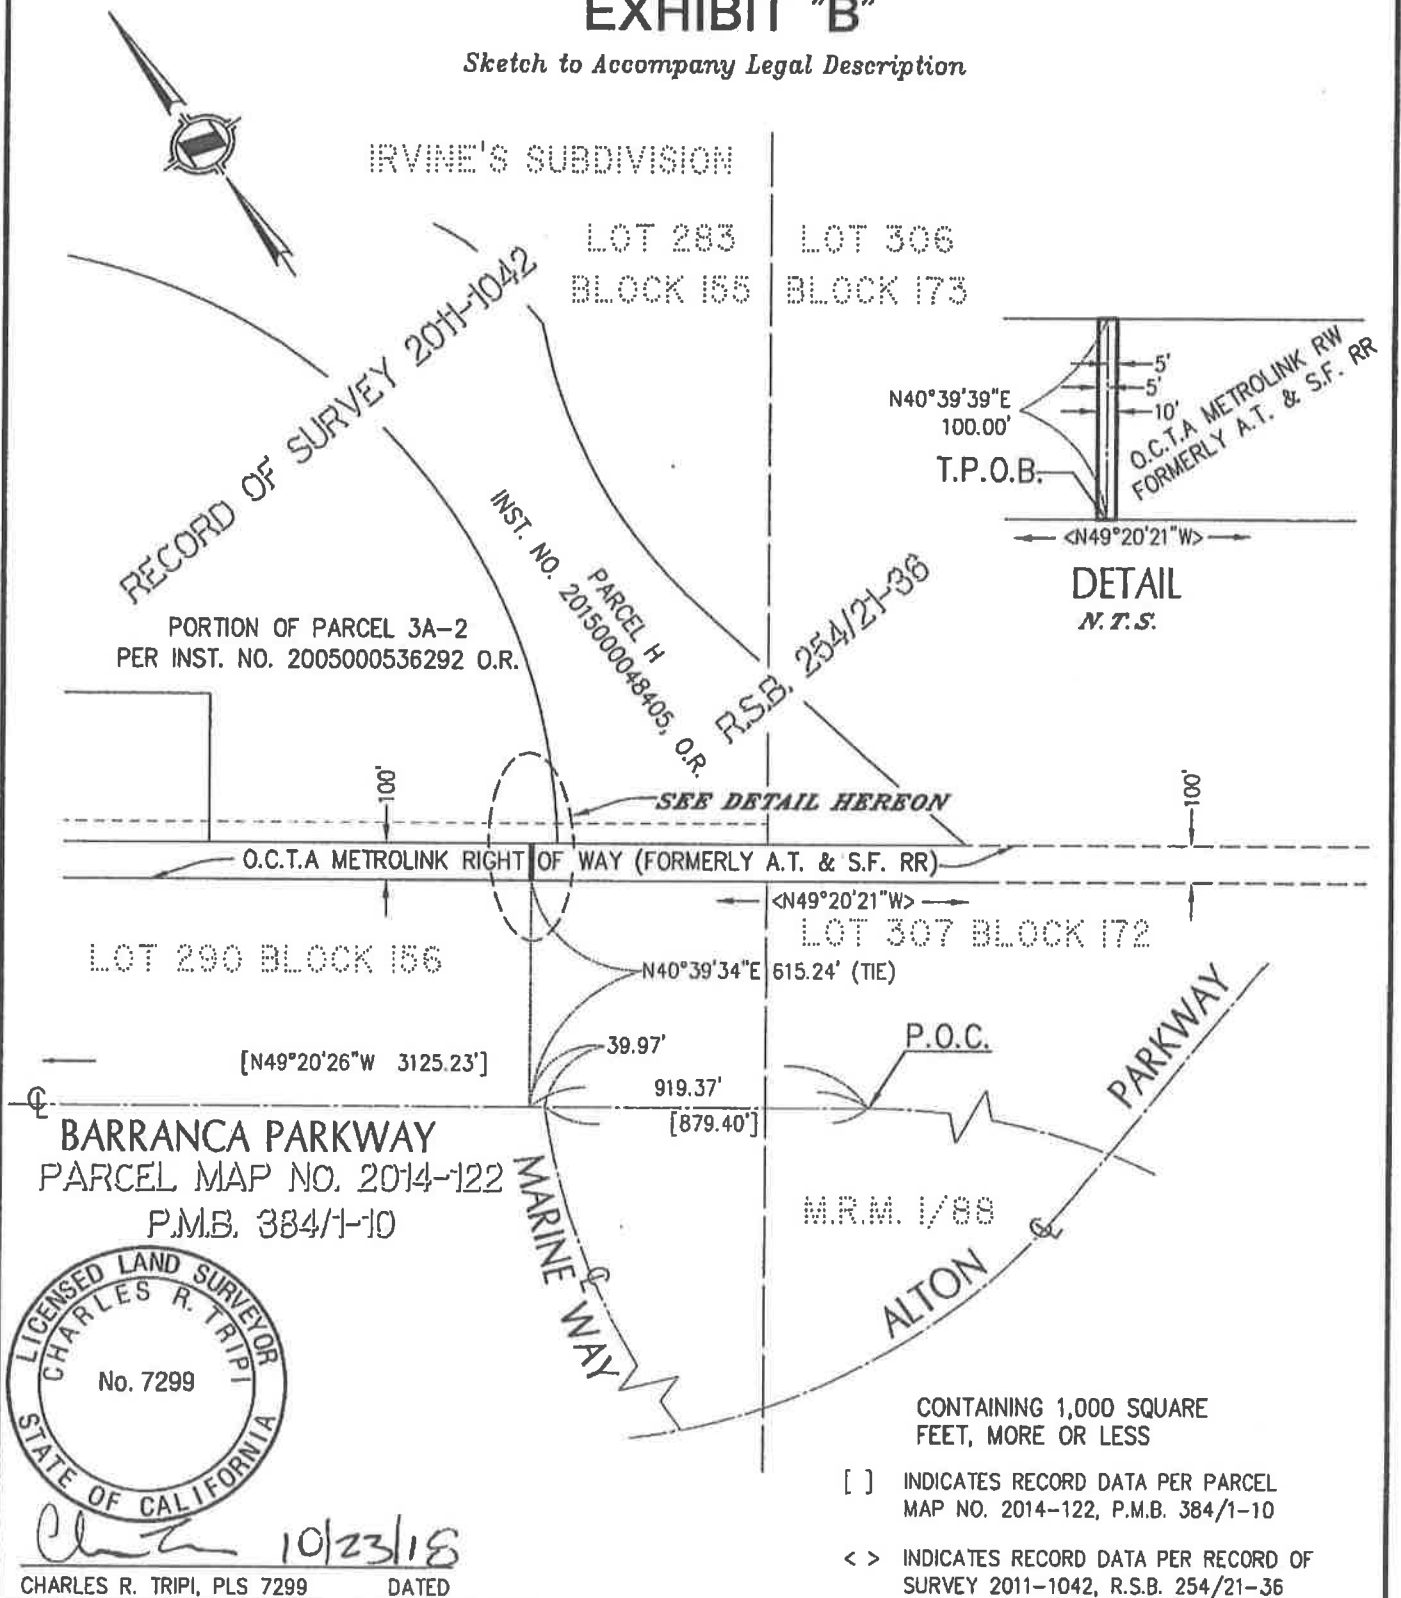 EXHIBIT "B"
Sketch to Accompany Legal Description
IRVINE'S SUBDIVISION
LOT 283
BLOCK 155
LOT 306
BLOCK 173
RECORD OF SURVEY 2011-1042
R.S.B. 254/21-36
INST. NO. 2015000048405, O.R.
PARCEL H
N40°39'39"E
100.00'
T.P.O.B.
5'
5'
10'
O.C.T.A METROLINK RW
FORMERLY A.T. & S.F. RR
<N49°20'21"W>
DETAIL
N.T.S.
PORTION OF PARCEL 3A-2
PER INST. NO. 2005000536292 O.R.
100'
SEE DETAIL HEREON
100'
O.C.T.A METROLINK RIGHT OF WAY (FORMERLY A.T. & S.F. RR)
<N49°20'21"W>
LOT 290 BLOCK 156
LOT 307 BLOCK 172
N40°39'34"E 615.24' (TIE)
[N49°20'26"W 3125.23']
39.97'
919.37'
[879.40']
P.O.C.
BARRANCA PARKWAY
PARCEL MAP NO. 2014-122
P.M.B. 384/1-10
MARINE WAY
M.R.M. 1/88
ALTON PARKWAY
LICENSED LAND SURVEYOR
CHARLES R. TRIPI
No. 7299
STATE OF CALIFORNIA
10/23/18
CHARLES R. TRIPI, PLS 7299 DATED
CONTAINING 1,000 SQUARE
FEET, MORE OR LESS
[ ] INDICATES RECORD DATA PER PARCEL
MAP NO. 2014-122, P.M.B. 384/1-10
< > INDICATES RECORD DATA PER RECORD OF
SURVEY 2011-1042, R.S.B. 254/21-36